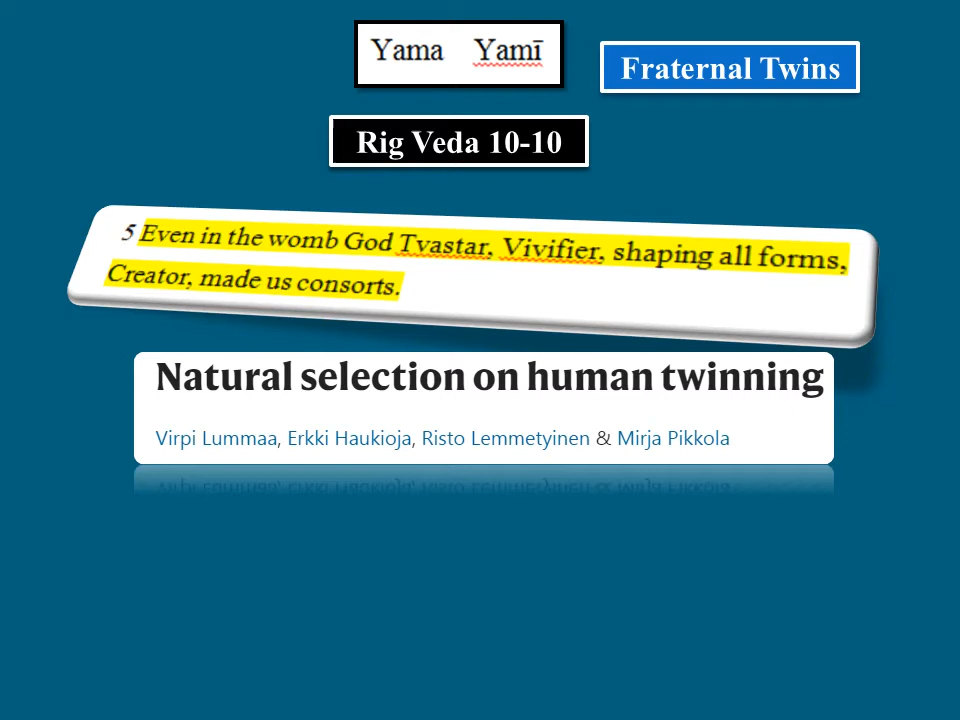 Yama Yamī
Fraternal Twins
Rig Veda 10-10
5 Even in the womb God Tvastar, Vivifier, shaping all forms,
Creator, made us consorts.
Natural selection on human twinning
Virpi Lummaa, Erkki Haukioja, Risto Lemmetyinen & Mirja Pikkola